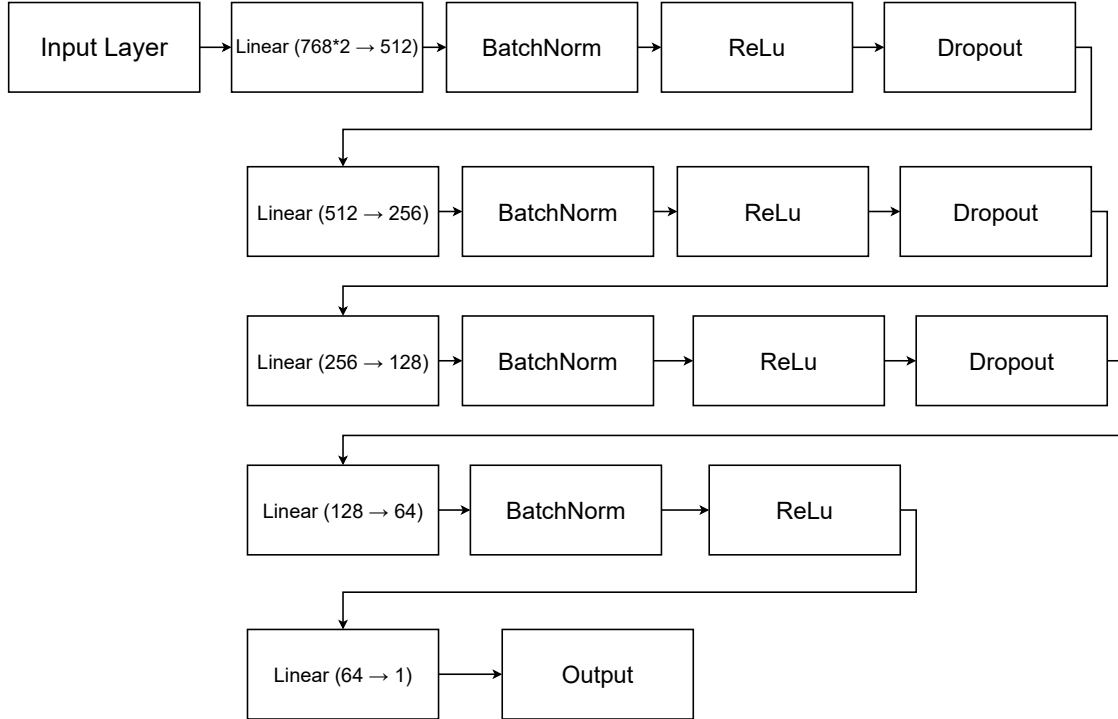 Input Layer
Linear (768*2 → 512)
BatchNorm
ReLu
Dropout
Linear (512 → 256)
BatchNorm
ReLu
Dropout
Linear (256 → 128)
BatchNorm
ReLu
Dropout
Linear (128 → 64)
BatchNorm
ReLu
Linear (64 → 1)
Output